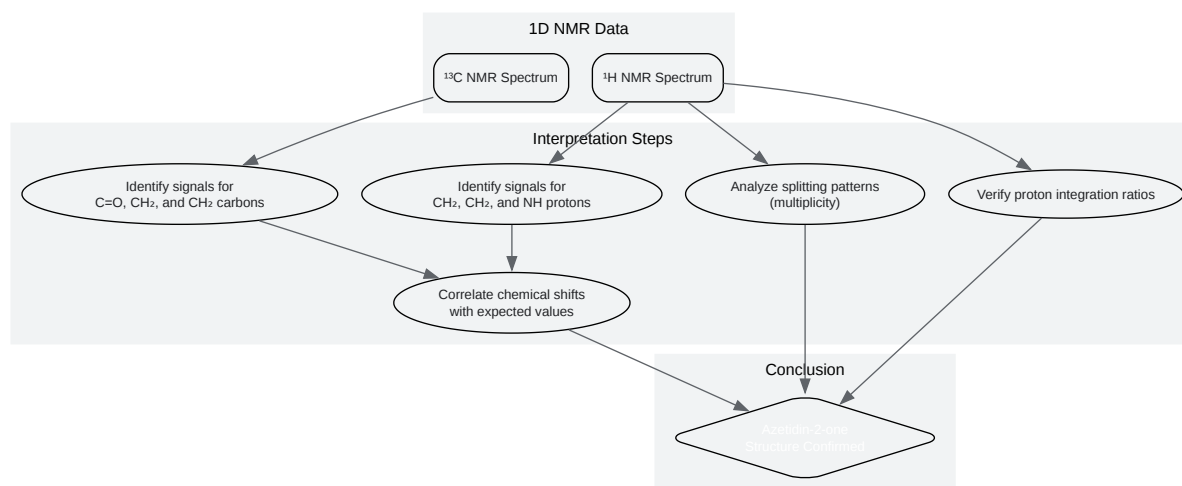 1D NMR Data
¹³C NMR Spectrum
¹H NMR Spectrum
Interpretation Steps
Identify signals for
C=O, CH₂, and CH₂ carbons
Identify signals for
CH₂, CH₂, and NH protons
Analyze splitting patterns
(multiplicity)
Verify proton integration ratios
Correlate chemical shifts
with expected values
Conclusion
Azetidin-2-one
Structure Confirmed